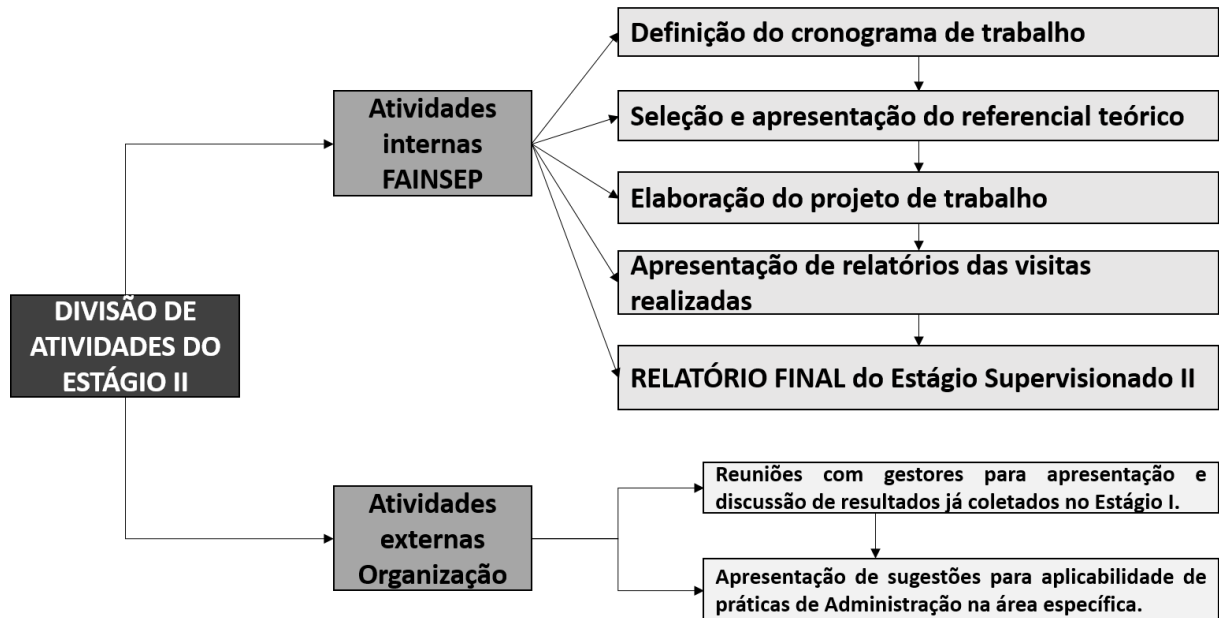 DIVISÃO DE
ATIVIDADES DO
ESTÁGIO II
Atividades
internas
FAINSEP
Definição do cronograma de trabalho
Seleção e apresentação do referencial teórico
Elaboração do projeto de trabalho
Apresentação de relatórios das visitas
realizadas
RELATÓRIO FINAL do Estágio Supervisionado II
Atividades
externas
Organização
Reuniões com gestores para apresentação e
discussão de resultados já coletados no Estágio I.
Apresentação de sugestões para aplicabilidade de
práticas de Administração na área específica.